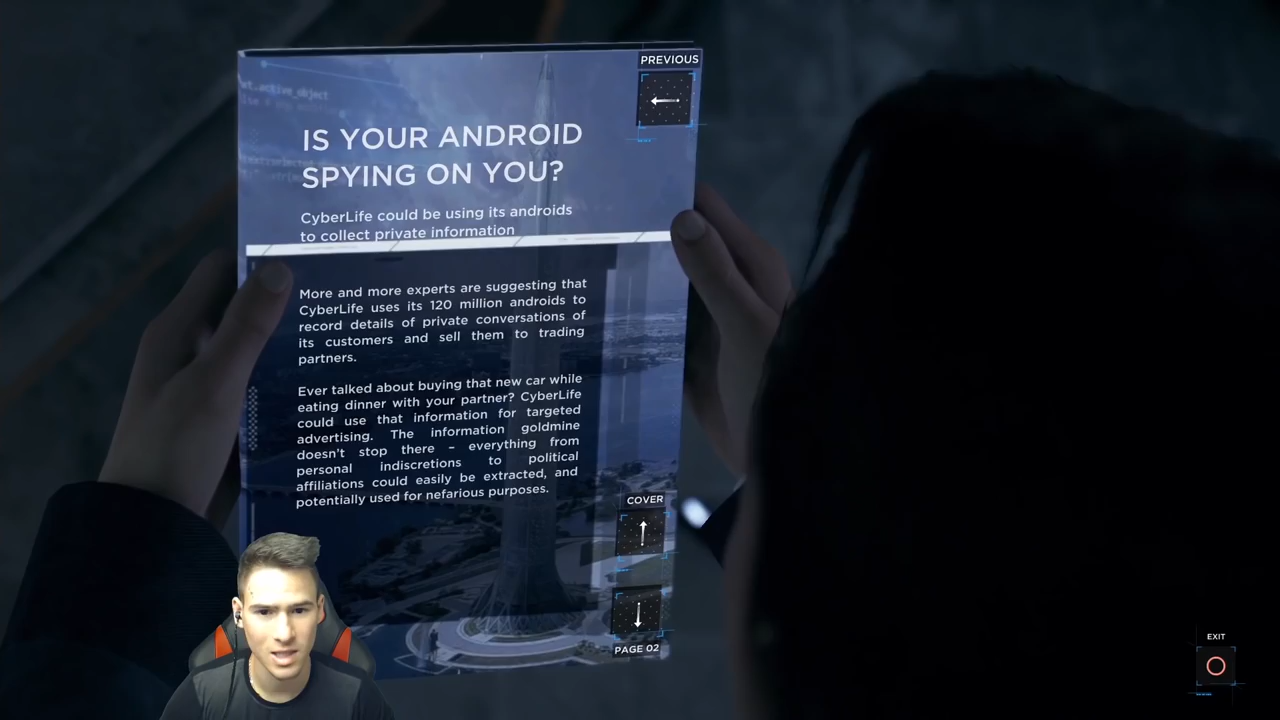 PREVIOUS
IS YOUR ANDROID
SPYING ON YOU?
CyberLife could be using its androids
to collect private information
More and more experts are suggesting that
CyberLife uses its 120 million androids to
record details of private conversations of
its customers and sell them to trading
partners.
Ever talked about buying that new car while
eating dinner with your partner? CyberLife
could use that information for targeted
advertising. The information goldmine
doesn't stop there – everything from
personal indiscretions to political
affiliations could easily be extracted, and
potentially used for nefarious purposes.
COVER
PAGE 02
EXIT